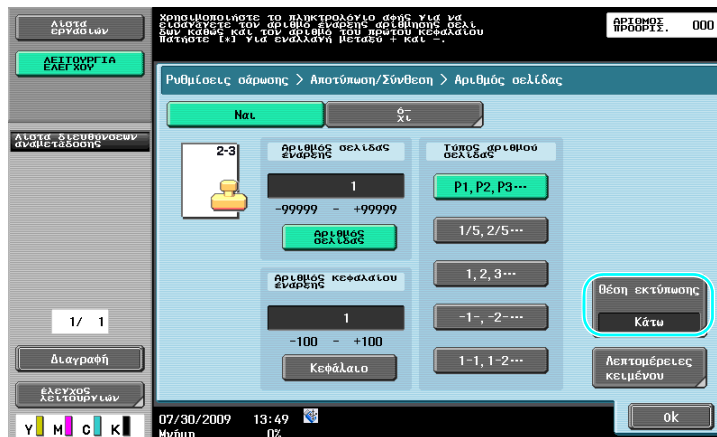 Λίστα
εργασιών
Χρησιμοποιήστε το πληκτρολόγιο αφής για να
εισαγάγετε τον αριθμό έναρξης σελί
δων καθώς και τον αριθμό του πρώτου κεφαλαίου
Πατήστε [*] για εναλλαγή μεταξύ + και -.
ΑΡΙΘΜΟΣ
ΠΡΟΟΡΙΣ. 000
ΛΕΙΤΟΥΡΓΙΑ
ΕΛΕΓΧΟΥ
Ρυθμίσεις σάρωσης > Αποτύπωση/Σύνθεση > Αριθμός σελίδας
Ναι
ό-
χι
Λίστα διευθύνσεων
αναμετάδοσης
2-3
Αριθμός σελίδας
έναρξης
1
-99999 - +99999
Αριθμός
σελίδας
Τύπος αριθμού
σελίδας
P1, P2, P3···
1/5, 2/5···
1, 2, 3···
-1-, -2-···
1-1, 1-2···
Αριθμός κεφαλαίου
έναρξης
1
-100 - +100
Κεφάλαιο
θέση εκτύπωσης
Κάτω
Λεπτομέρειες
κειμένου
1/ 1
Διαγραφή
έλεγχος
λειτουργιών
Y M C K
07/30/2009 13:49
Μνήμη 0%
Ok